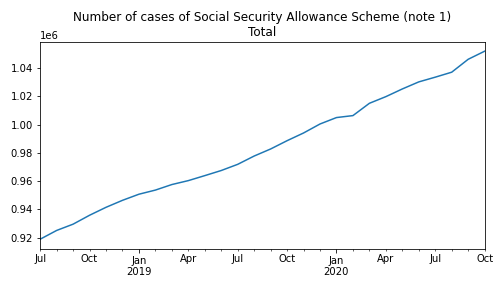 Number of cases of Social Security Allowance Scheme (note 1)
Total
1e6
1.04
1.02
1.00
0.98
0.96
0.94
0.92
Jul Oct Jan Apr Jul Oct Jan Apr Jul Oct
2019 2020